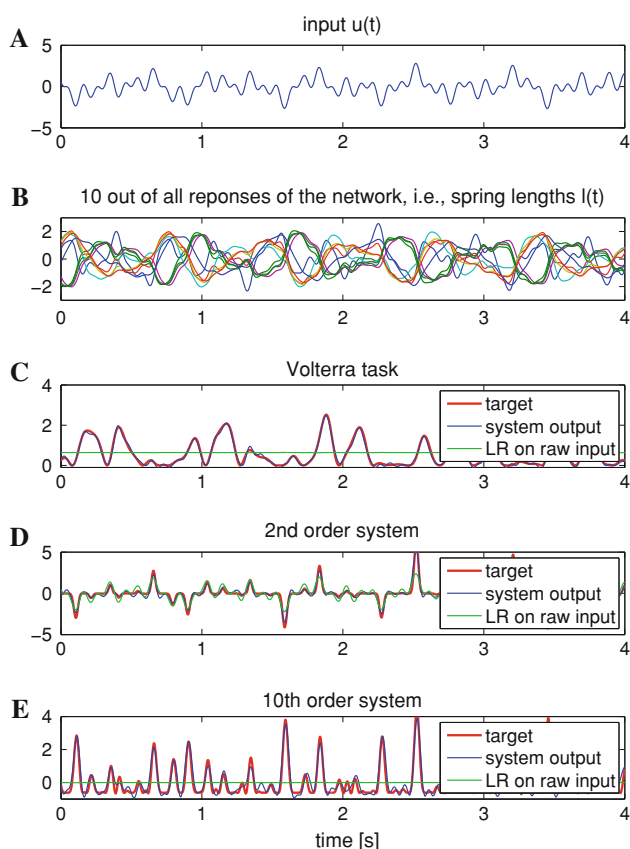 A
input u(t)
5
0
−5
0 1 2 3 4
B
10 out of all reponses of the network, i.e., spring lengths l(t)
2
0
−2
0 1 2 3 4
C
Volterra task
4
2
0
0 1 2 3 4
target
system output
LR on raw input
D
2nd order system
5
0
−5
0 1 2 3 4
target
system output
LR on raw input
E
10th order system
4
2
0
0 1 2 3 4
target
system output
LR on raw input
time [s]